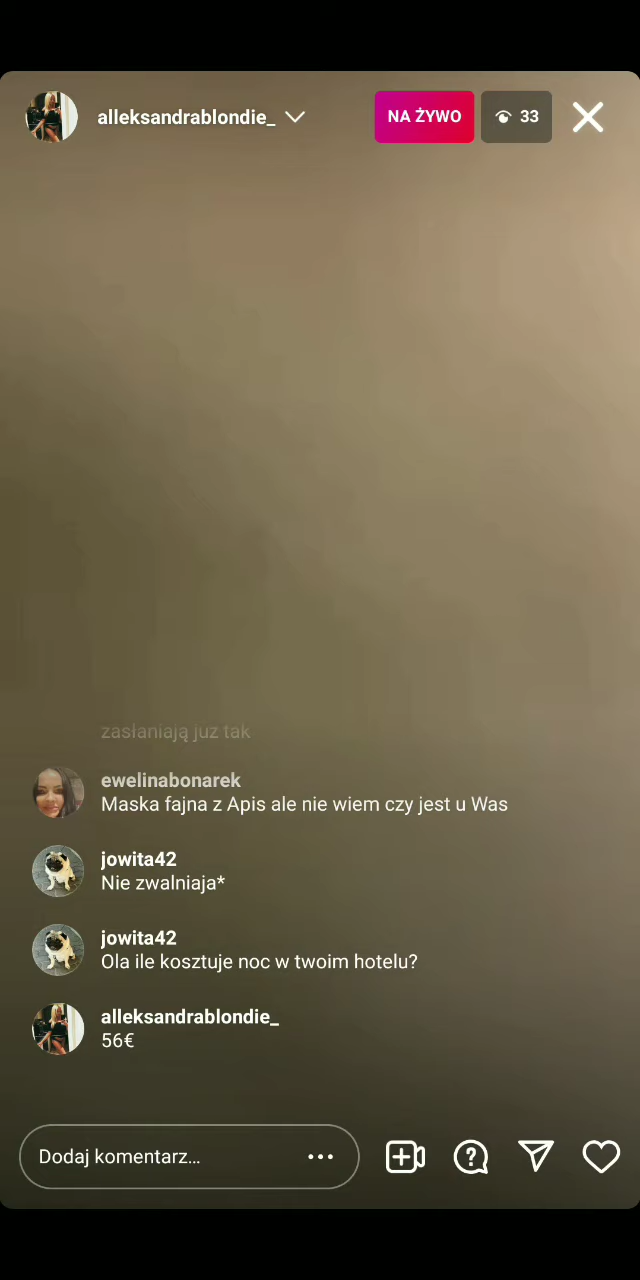 alleksandrablondie_
NA ŻYWO
33
zasłaniają juz tak
ewelinabonarek
Maska fajna z Apis ale nie wiem czy jest u Was
jowita42
Nie zwalniaja*
jowita42
Ola ile kosztuje noc w twoim hotelu?
alleksandrablondie_
56€
Dodaj komentarz...